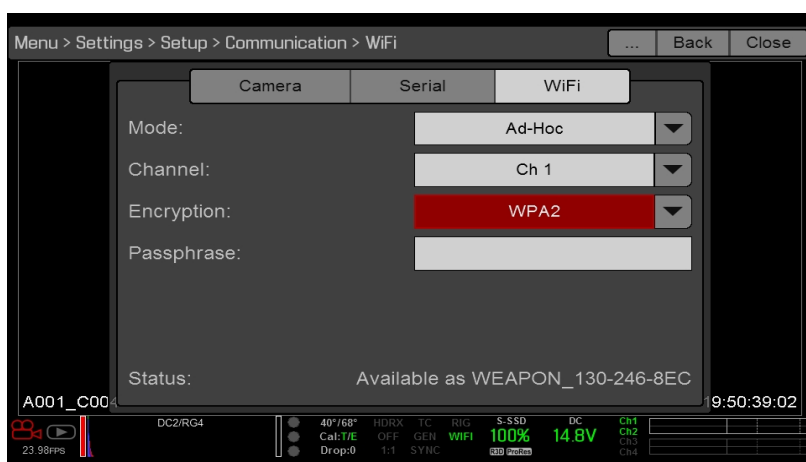 Menu > Settings > Setup > Communication > WiFi ... Back Close
Camera Serial WiFi
Mode: Ad-Hoc
Channel: Ch 1
Encryption: WPA2
Passphrase:
Status: Available as WEAPON_130-246-8EC
A001_C004 9:50:39:02
DC2/RG4 40°/68° HDRX TC RIG S-SSD DC Ch1
Cal:T/E OFF GEN WIFI 100% 14.8V Ch2
Ch3
23.98FPS Drop:0 1:1 SYNC R3D ProRes Ch4